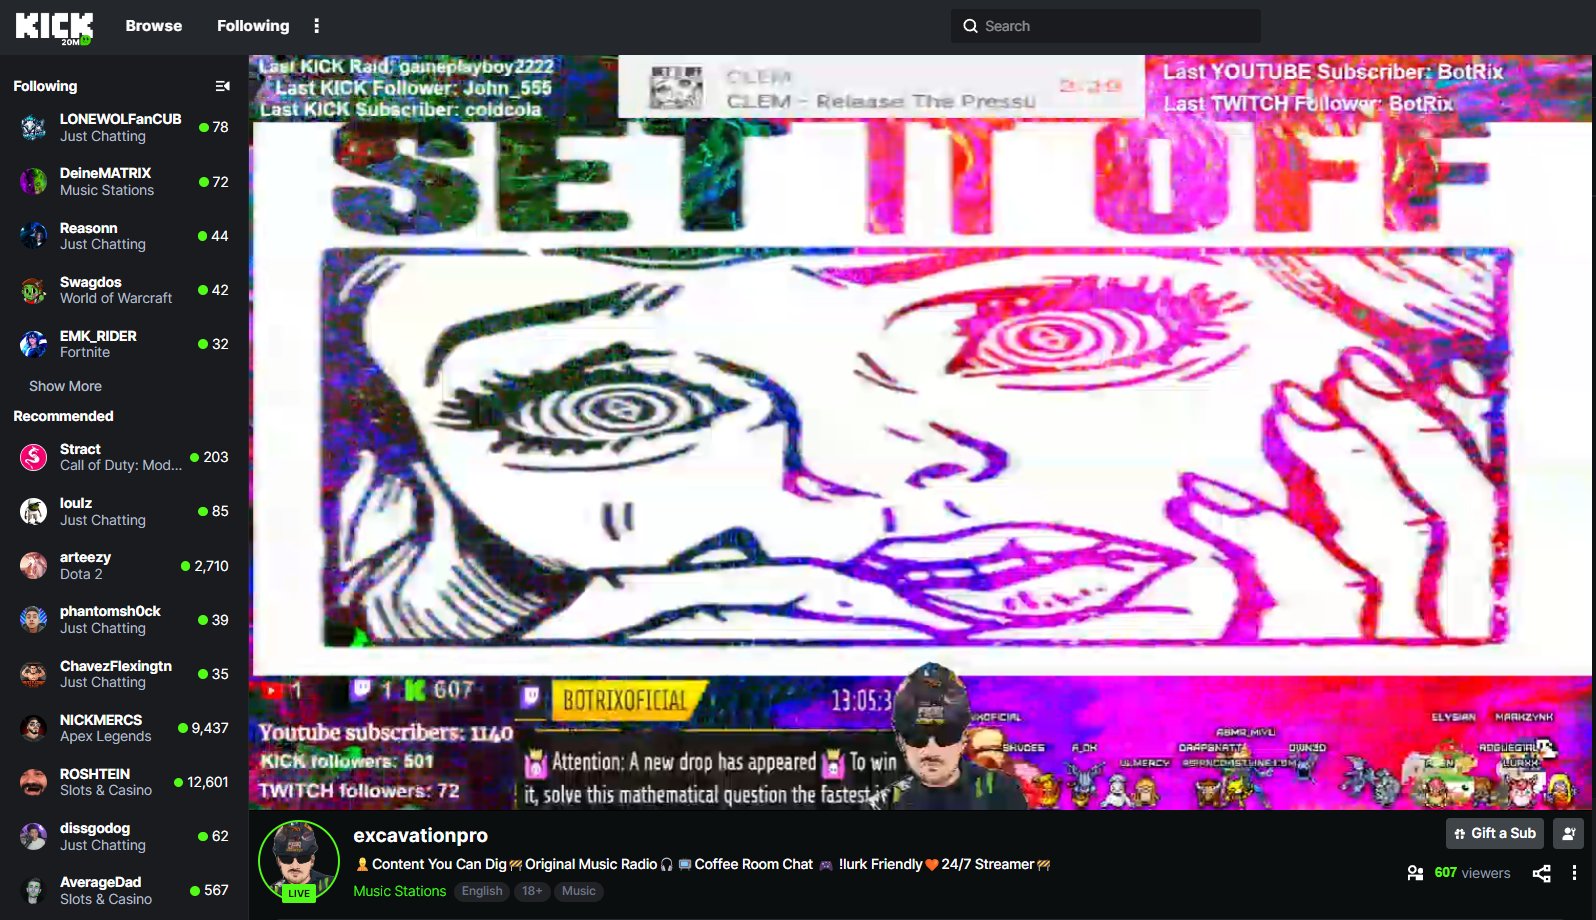 KICK
20M
Browse
Following
Search
Following
LONEWOLFanCUB
Just Chatting
78
DeineMATRIX
Music Stations
72
Reasonn
Just Chatting
44
Swagdos
World of Warcraft
42
EMK_RIDER
Fortnite
32
Show More
Recommended
Stract
Call of Duty: Mod...
203
loulz
Just Chatting
85
arteezy
Dota 2
2,710
phantomsh0ck
Just Chatting
39
ChavezFlexingtn
Just Chatting
35
NICKMERCS
Apex Legends
9,437
ROSHTEIN
Slots & Casino
12,601
dissgodog
Just Chatting
62
AverageDad
Slots & Casino
567
Last KICK Raid: gameplayboy2222
Last KICK Follower: John_555
Last KICK Subscriber: coldcola
CLEM
CLEM - Release The Pressu
Last YOUTUBE Subscriber: BotRix
Last TWITCH Follower: BotRix
SET IT OFF
1
1
607
Youtube subscribers: 1140
KICK followers: 501
TWITCH followers: 72
BOTRIXOFICIAL
13:05:3
Attention: A new drop has appeared To win
it, solve this mathematical question the fastest
ELYSIAN
MARKZYNK
excavationpro
LIVE
Content You Can Dig Original Music Radio Coffee Room Chat !lurk Friendly 24/7 Streamer
Music Stations
English
18+
Music
Gift a Sub
607 viewers